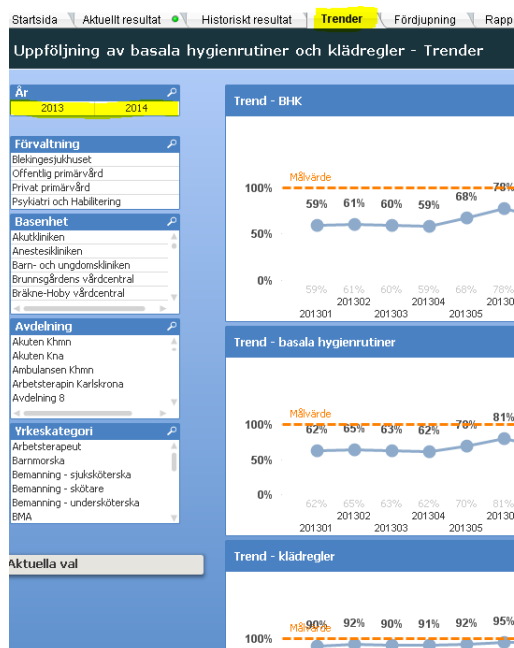 Startsida Aktuellt resultat Historiskt resultat Trender Fördjupning Rapp
Uppföljning av basala hygienrutiner och klädregler - Trender
År
2013 2014
Förvaltning
Blekingesjukhuset
Offentlig primärvård
Privat primärvård
Psykiatri och Habilitering
Basenhet
Akutkliniken
Anestesikliniken
Barn- och ungdomskliniken
Brunnsgårdens vårdcentral
Bräkne-Hoby vårdcentral
Avdelning
Akuten Khmn
Akuten Kna
Ambulansen Khmn
Arbetsterapin Karlskrona
Avdelning 8
Yrkeskategori
Arbetsterapeut
Barnmorska
Bemanning - sjuksköterska
Bemanning - skötare
Bemanning - undersköterska
BMA
Aktuella val
Trend - BHK
Målvärde
100%
59% 61% 60% 59% 68% 78%
50%
0%
59% 61% 60% 59% 68% 78%
201302 201304 20130
201301 201303 201305
Trend - basala hygienrutiner
Målvärde
100%
62% 65% 63% 62% 70% 81%
50%
0%
62% 65% 63% 62% 70% 81%
201302 201304 20130
201301 201303 201305
Trend - klädregler
Målvärde
90% 92% 90% 91% 92% 95%
100%